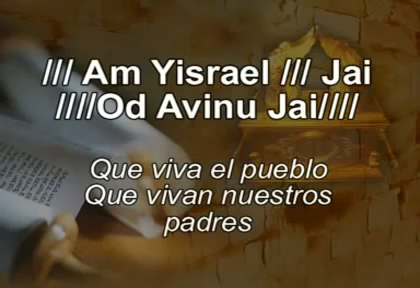 /// Am Yisrael /// Jai
////Od Avinu Jai////
Que viva el pueblo
Que vivan nuestros
padres